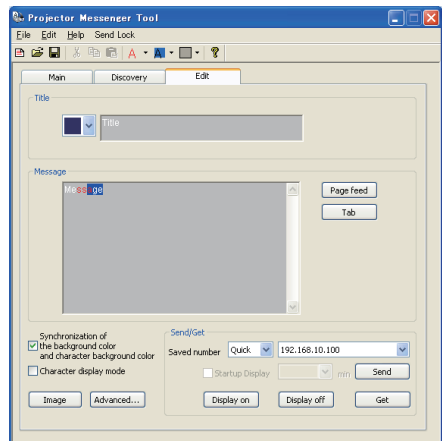 Projector Messenger Tool
File Edit Help Send Lock
A A ?
Main Discovery Edit
Title
Title
Message
Message
Page feed
Tab
Synchronization of
the background color
and character background color
Character display mode
Image Advanced...
Send/Get
Saved number Quick 192.168.10.100
Startup Display min Send
Display on Display off Get